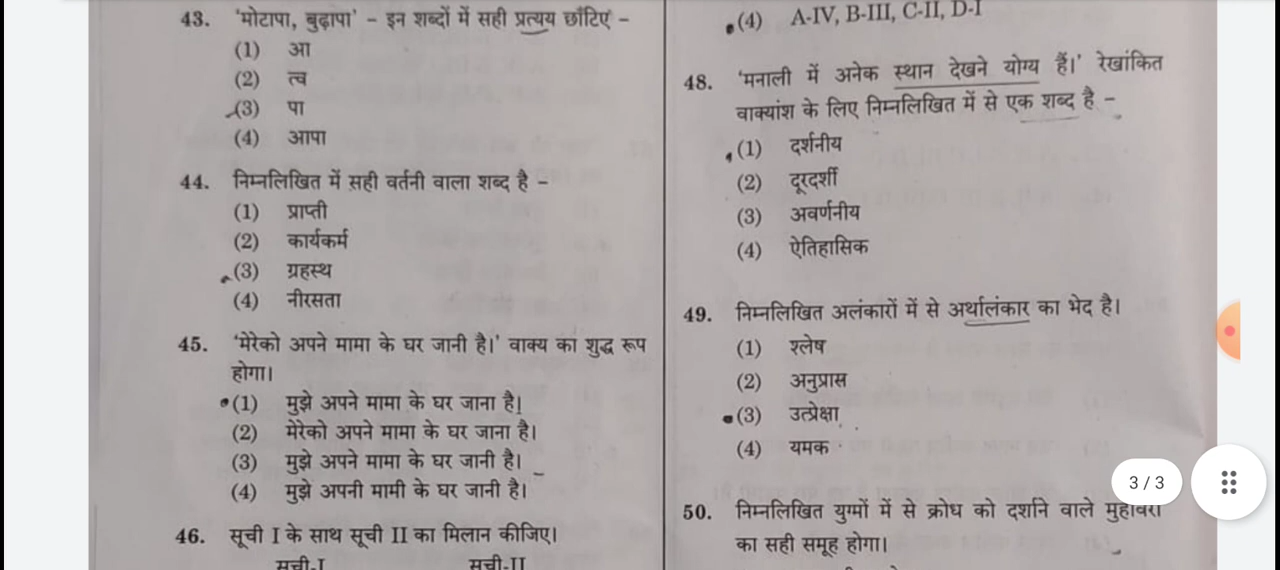 43. 'मोटापा, बुढ़ापा' – इन शब्दों में सही प्रत्यय छाँटिए –
(1) आ
(2) त्व
(3) पा
(4) आपा
44. निम्नलिखित में सही वर्तनी वाला शब्द है –
(1) प्राप्ती
(2) कार्यकर्म
(3) ग्रहस्थ
(4) नीरसता
45. 'मेरेको अपने मामा के घर जानी है।' वाक्य का शुद्ध रूप
होगा।
(1) मुझे अपने मामा के घर जाना है।
(2) मेरेको अपने मामा के घर जाना है।
(3) मुझे अपने मामा के घर जानी है।
(4) मुझे अपनी मामी के घर जानी है।
46. सूची I के साथ सूची II का मिलान कीजिए।
सूची-I सूची-II
(4) A-IV, B-III, C-II, D-I
48. 'मनाली में अनेक स्थान देखने योग्य हैं।' रेखांकित
वाक्यांश के लिए निम्नलिखित में से एक शब्द है –
(1) दर्शनीय
(2) दूरदर्शी
(3) अवर्णनीय
(4) ऐतिहासिक
49. निम्नलिखित अलंकारों में से अर्थालंकार का भेद है।
(1) श्लेष
(2) अनुप्रास
(3) उत्प्रेक्षा
(4) यमक
3 / 3
50. निम्नलिखित युग्मों में से क्रोध को दर्शाने वाले मुहावरों
का सही समूह होगा।